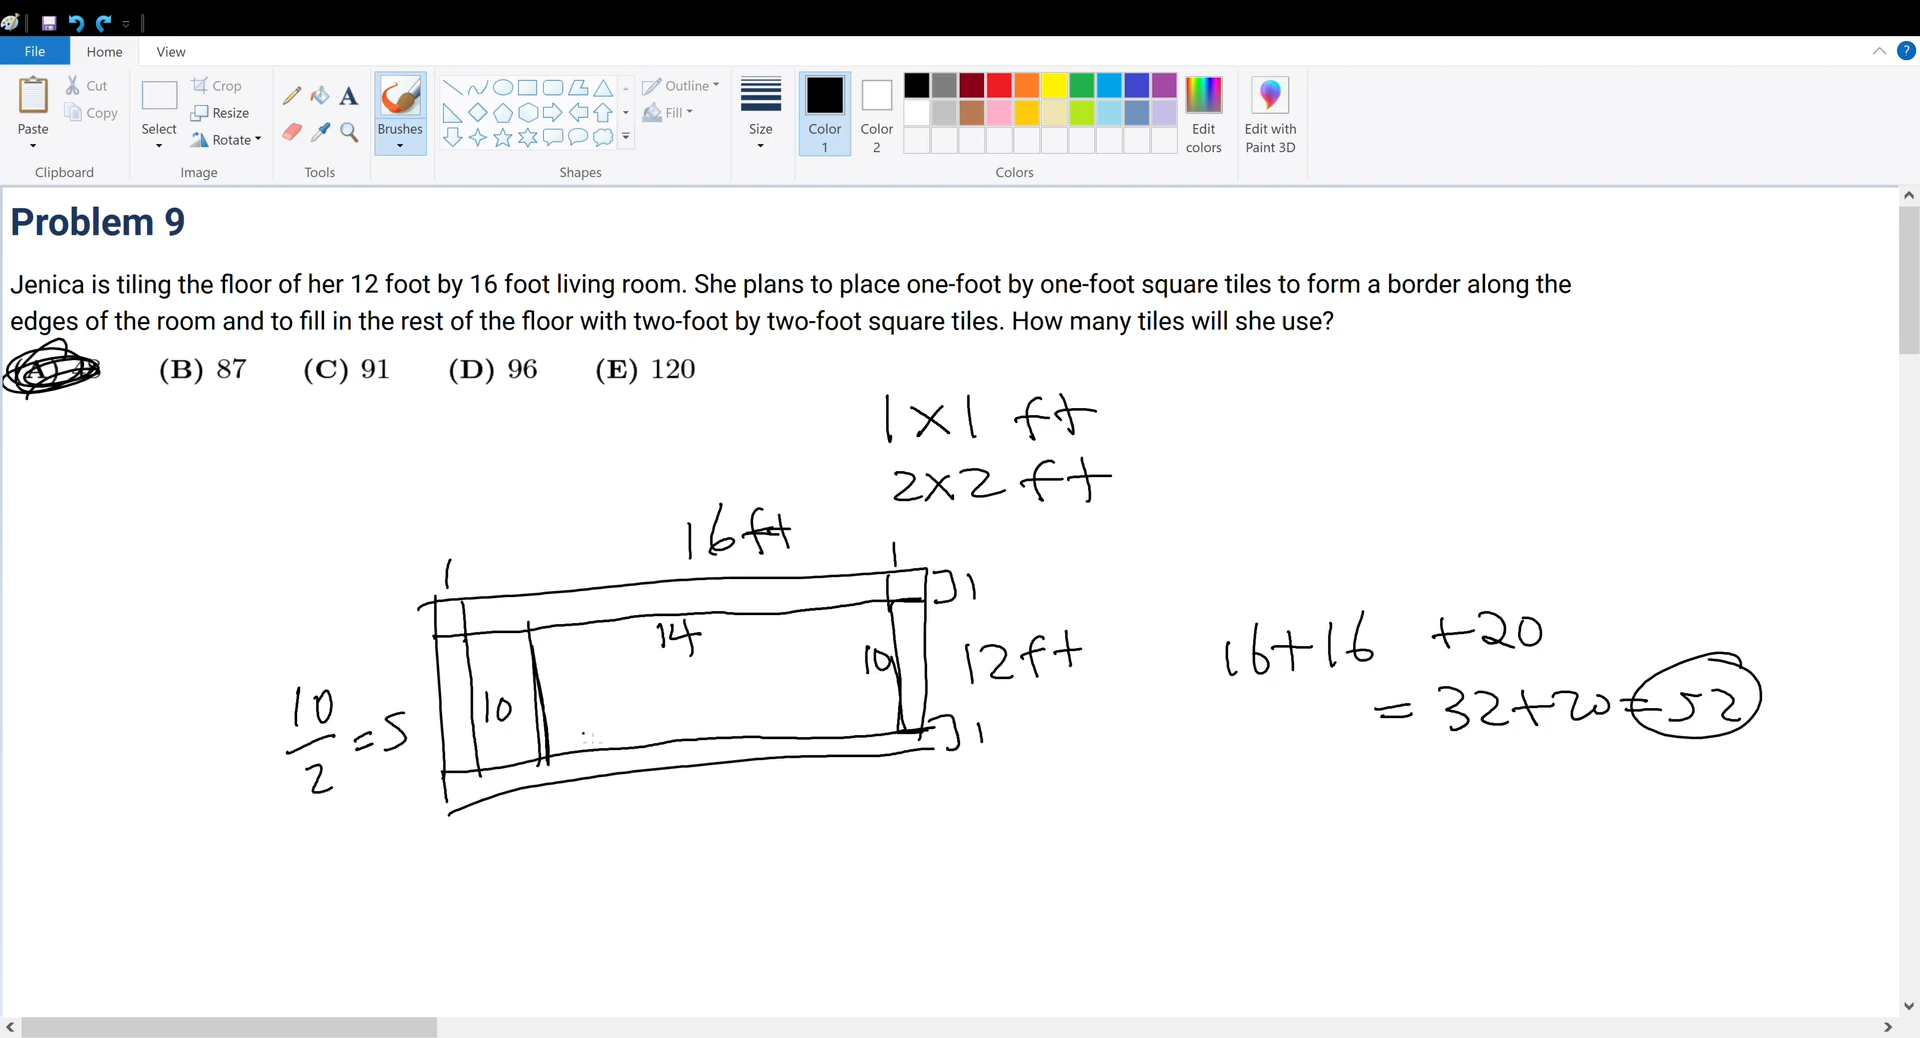 File Home View
Paste
Cut
Copy
Clipboard
Select
Crop
Resize
Rotate
Image
A
Tools
Brushes
Outline
Fill
Shapes
Size
Color 1
Color 2
Edit colors
Edit with Paint 3D
Colors
?
Problem 9
Jenica is tiling the floor of her 12 foot by 16 foot living room. She plans to place one-foot by one-foot square tiles to form a border along the
edges of the room and to fill in the rest of the floor with two-foot by two-foot square tiles. How many tiles will she use?
(B) 87 (C) 91 (D) 96 (E) 120
1 x 1 ft
2x2 ft
16ft
1 1
1
14
10
12ft
10
1
10/2 = 5
16+16 +20
= 32+20 = 52